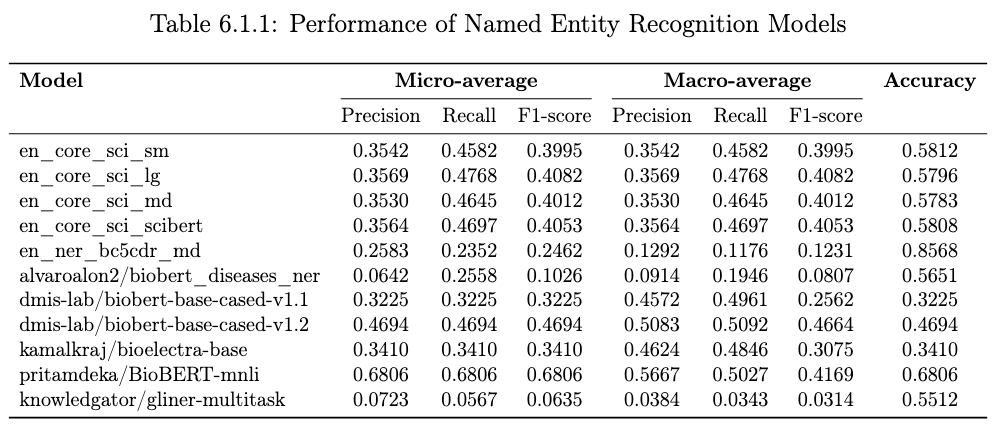 Table 6.1.1: Performance of Named Entity Recognition Models
Model Micro-average Macro-average Accuracy
Precision Recall F1-score Precision Recall F1-score
en_core_sci_sm 0.3542 0.4582 0.3995 0.3542 0.4582 0.3995 0.5812
en_core_sci_lg 0.3569 0.4768 0.4082 0.3569 0.4768 0.4082 0.5796
en_core_sci_md 0.3530 0.4645 0.4012 0.3530 0.4645 0.4012 0.5783
en_core_sci_scibert 0.3564 0.4697 0.4053 0.3564 0.4697 0.4053 0.5808
en_ner_bc5cdr_md 0.2583 0.2352 0.2462 0.1292 0.1176 0.1231 0.8568
alvaroalon2/biobert_diseases_ner 0.0642 0.2558 0.1026 0.0914 0.1946 0.0807 0.5651
dmis-lab/biobert-base-cased-v1.1 0.3225 0.3225 0.3225 0.4572 0.4961 0.2562 0.3225
dmis-lab/biobert-base-cased-v1.2 0.4694 0.4694 0.4694 0.5083 0.5092 0.4664 0.4694
kamalkraj/bioelectra-base 0.3410 0.3410 0.3410 0.4624 0.4846 0.3075 0.3410
pritamdeka/BioBERT-mnli 0.6806 0.6806 0.6806 0.5667 0.5027 0.4169 0.6806
knowledgator/gliner-multitask 0.0723 0.0567 0.0635 0.0384 0.0343 0.0314 0.5512